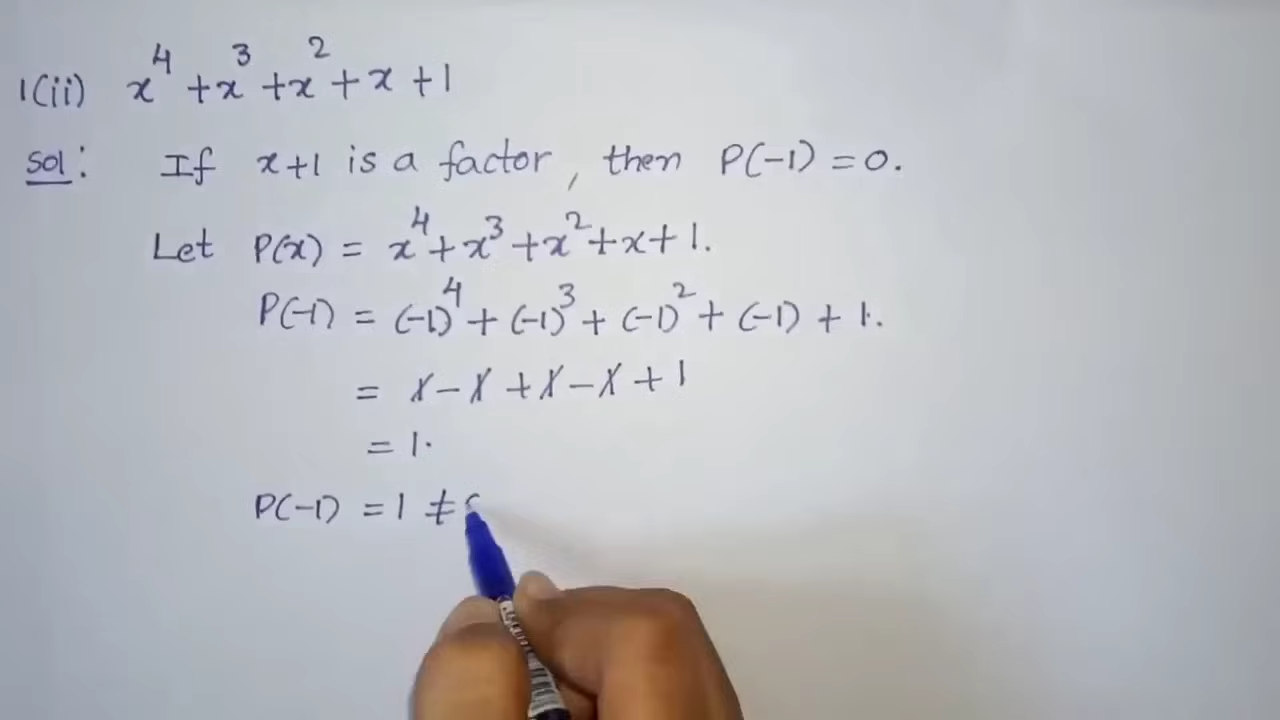 1(ii) x⁴ + x³ + x² + x + 1
Sol: If x+1 is a factor, then P(-1) = 0.
Let P(x) = x⁴ + x³ + x² + x + 1.
P(-1) = (-1)⁴ + (-1)³ + (-1)² + (-1) + 1.
= 1 - 1 + 1 - 1 + 1
= 1.
P(-1) = 1 ≠